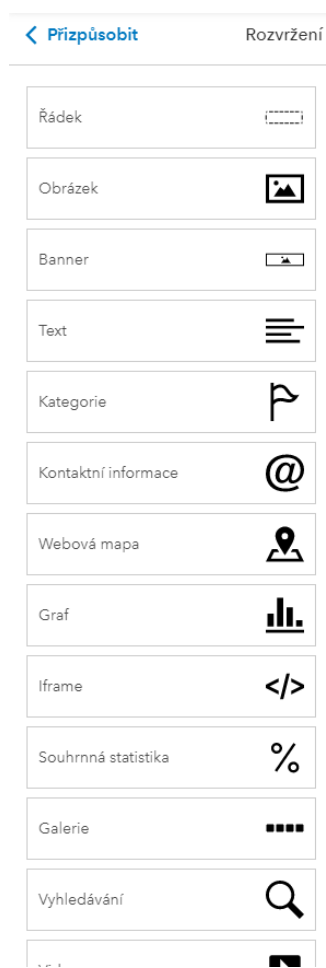 Přizpůsobit Rozvržení
Řádek
Obrázek
Banner
Text
Kategorie
Kontaktní informace
@
Webová mapa
Graf
Iframe
</>
Souhrnná statistika
%
Galerie
Vyhledávání